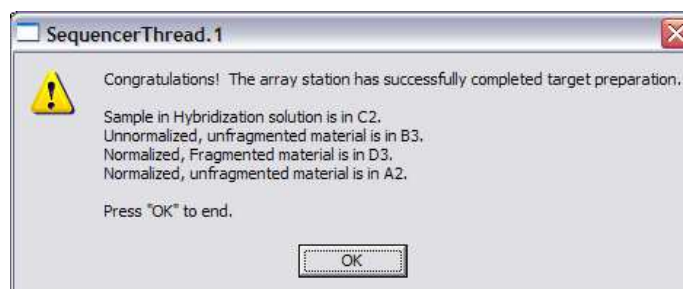 SequencerThread.1
Congratulations! The array station has successfully completed target preparation.
Sample in Hybridization solution is in C2.
Unnormalized, unfragmented material is in B3.
Normalized, Fragmented material is in D3.
Normalized, unfragmented material is in A2.
Press "OK" to end.
OK